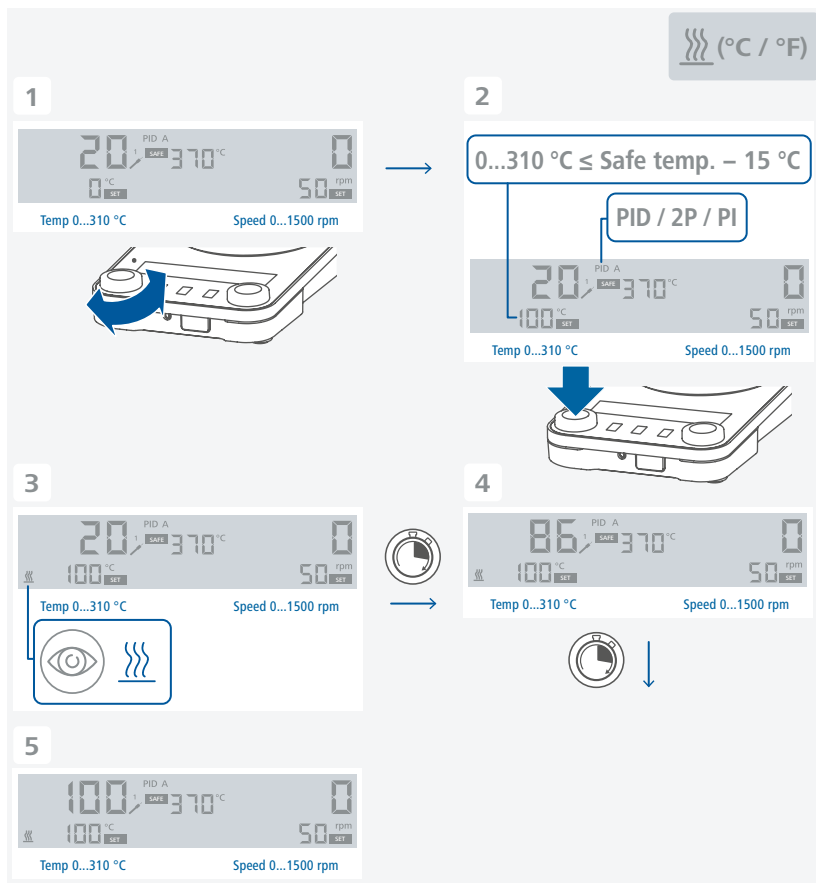 (°C / °F)
1
PID A
20 1 SAFE 370 °C 0
0 °C SET 50 rpm SET
Temp 0...310 °C Speed 0...1500 rpm
2
0...310 °C ≤ Safe temp. – 15 °C
PID / 2P / PI
PID A
20 1 SAFE 370 °C 0
100 °C SET 50 rpm SET
Temp 0...310 °C Speed 0...1500 rpm
3
PID A
20 1 SAFE 370 °C 0
100 °C SET 50 rpm SET
Temp 0...310 °C Speed 0...1500 rpm
4
PID A
86 1 SAFE 370 °C 0
100 °C SET 50 rpm SET
Temp 0...310 °C Speed 0...1500 rpm
5
PID A
100 1 SAFE 370 °C 0
100 °C SET 50 rpm SET
Temp 0...310 °C Speed 0...1500 rpm